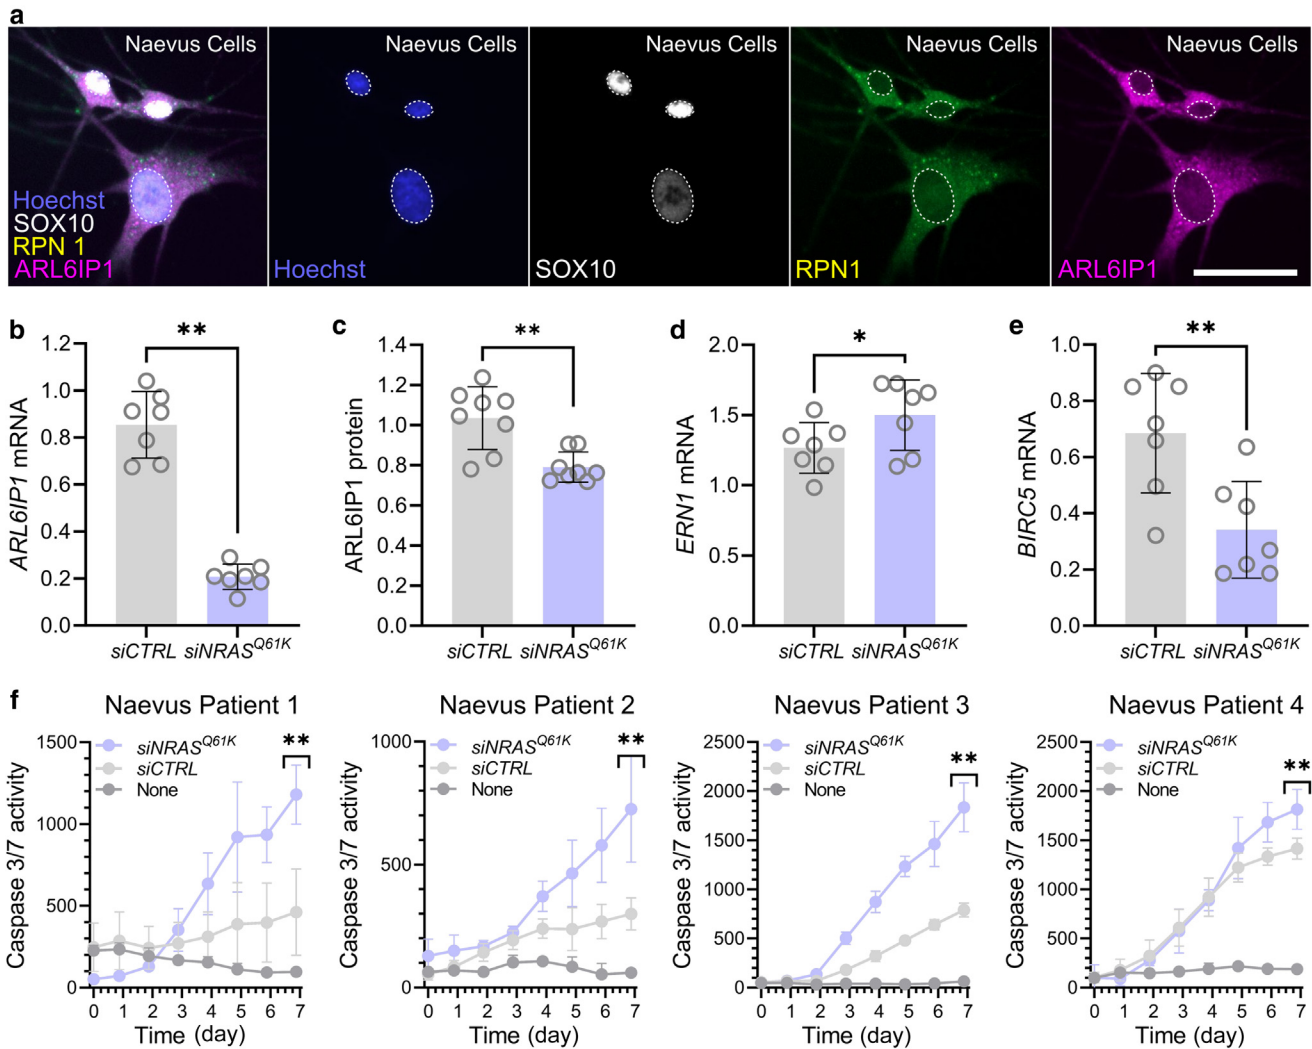 a
Naevus Cells
Naevus Cells
Naevus Cells
Naevus Cells
Naevus Cells
Hoechst
SOX10
RPN 1
ARL6IP1
Hoechst
SOX10
RPN1
ARL6IP1
b
ARL6IP1 mRNA
1.2
1.0
0.8
0.6
0.4
0.2
0.0
**
siCTRL siNRASQ61K
c
ARL6IP1 protein
1.4
1.2
1.0
0.8
0.6
0.4
0.2
0.0
**
siCTRL siNRASQ61K
d
ERN1 mRNA
2.0
1.5
1.0
0.5
0.0
*
siCTRL siNRASQ61K
e
BIRC5 mRNA
1.0
0.8
0.6
0.4
0.2
0.0
**
siCTRL siNRASQ61K
f
Naevus Patient 1
Caspase 3/7 activity
1500
1000
500
0
siNRASQ61K
siCTRL
None
**
0 1 2 3 4 5 6 7
Time (day)
Naevus Patient 2
Caspase 3/7 activity
1000
500
0
siNRASQ61K
siCTRL
None
**
0 1 2 3 4 5 6 7
Time (day)
Naevus Patient 3
Caspase 3/7 activity
2500
2000
1500
1000
500
0
siNRASQ61K
siCTRL
None
**
0 1 2 3 4 5 6 7
Time (day)
Naevus Patient 4
Caspase 3/7 activity
2500
2000
1500
1000
500
0
siNRASQ61K
siCTRL
None
**
0 1 2 3 4 5 6 7
Time (day)